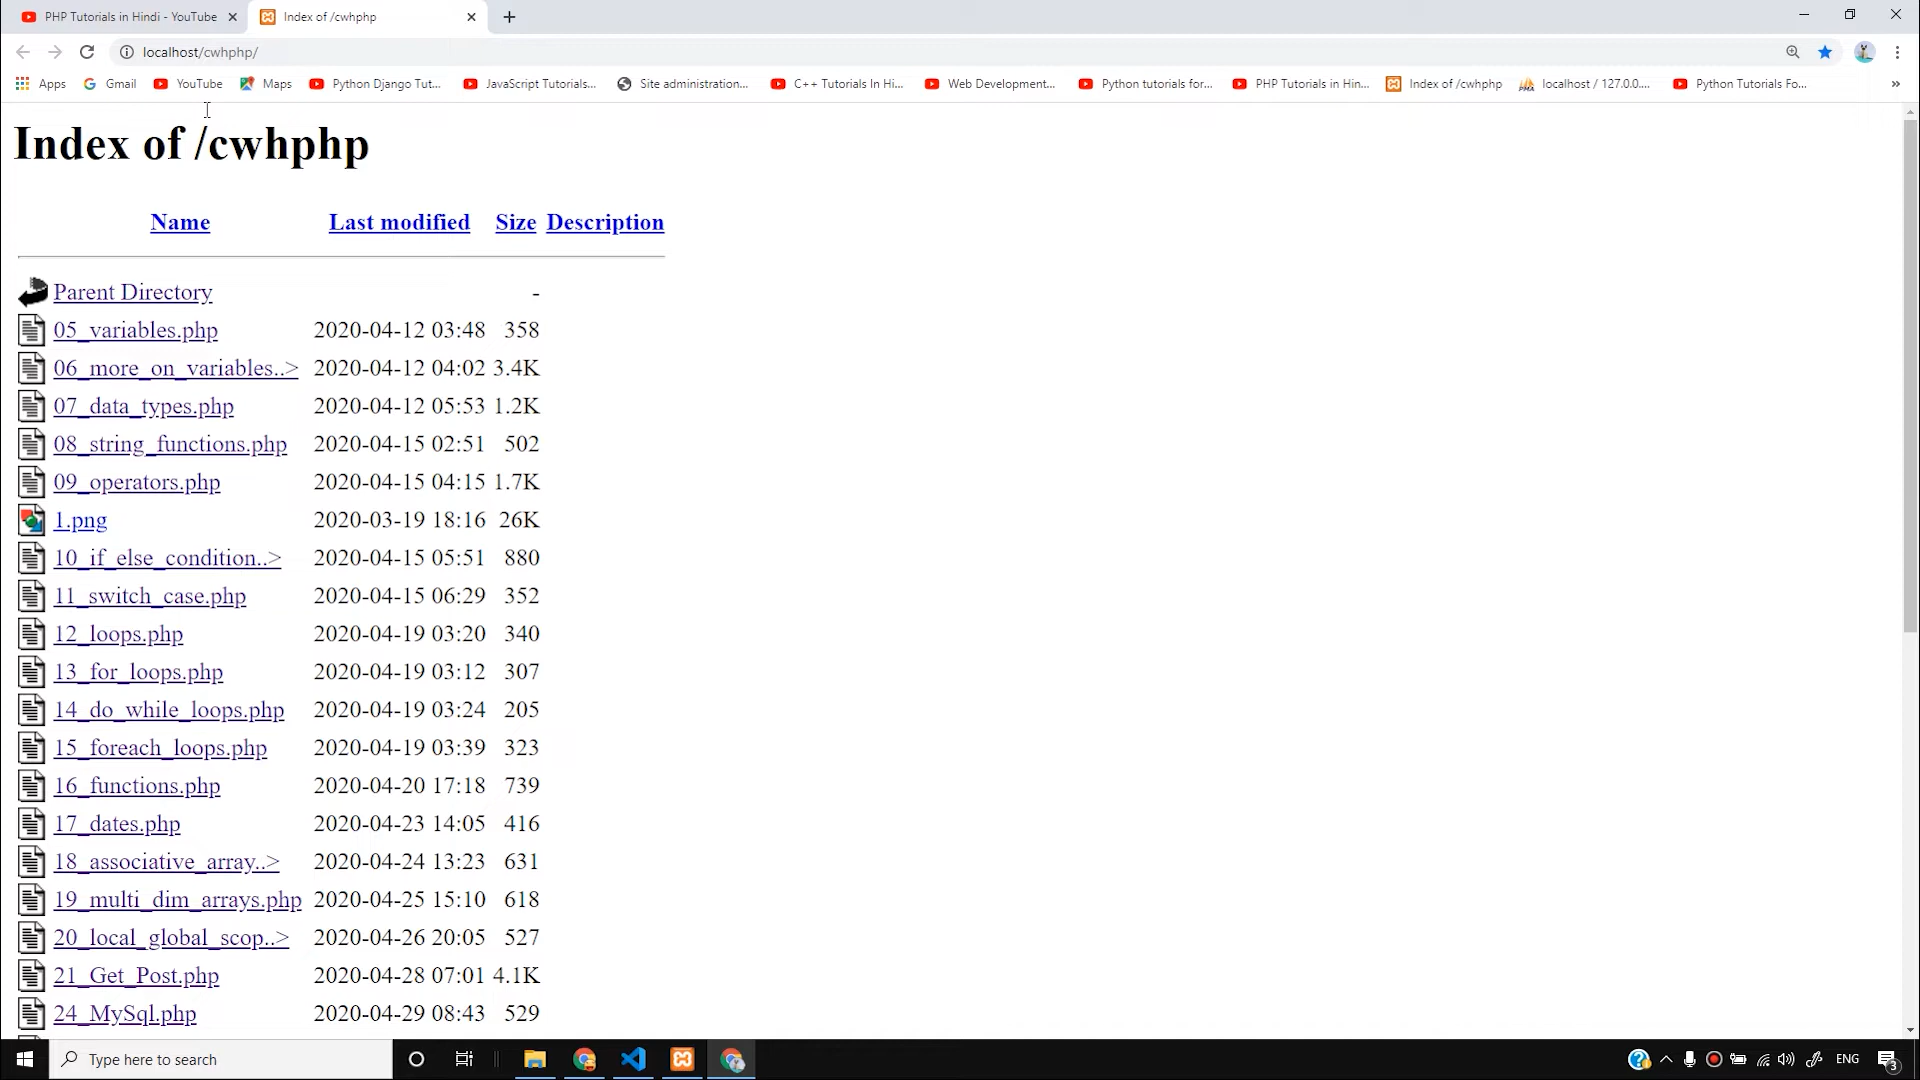 PHP Tutorials in Hindi - YouTube
Index of /cwhphp
localhost/cwhphp/
Apps
Gmail
YouTube
Maps
Python Django Tut...
JavaScript Tutorials...
Site administration...
C++ Tutorials In Hi...
Web Development...
Python tutorials for...
PHP Tutorials in Hin...
Index of /cwhphp
localhost / 127.0.0....
Python Tutorials Fo...
»
Index of /cwhphp
Name Last modified Size Description
Parent Directory -
05_variables.php 2020-04-12 03:48 358
06_more_on_variables..> 2020-04-12 04:02 3.4K
07_data_types.php 2020-04-12 05:53 1.2K
08_string_functions.php 2020-04-15 02:51 502
09_operators.php 2020-04-15 04:15 1.7K
1.png 2020-03-19 18:16 26K
10_if_else_condition..> 2020-04-15 05:51 880
11_switch_case.php 2020-04-15 06:29 352
12_loops.php 2020-04-19 03:20 340
13_for_loops.php 2020-04-19 03:12 307
14_do_while_loops.php 2020-04-19 03:24 205
15_foreach_loops.php 2020-04-19 03:39 323
16_functions.php 2020-04-20 17:18 739
17_dates.php 2020-04-23 14:05 416
18_associative_array..> 2020-04-24 13:23 631
19_multi_dim_arrays.php 2020-04-25 15:10 618
20_local_global_scop..> 2020-04-26 20:05 527
21_Get_Post.php 2020-04-28 07:01 4.1K
24_MySql.php 2020-04-29 08:43 529
Type here to search
ENG
3